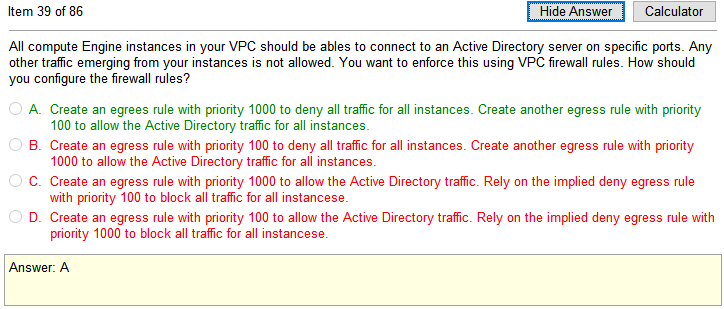 Item 39 of 86
Hide Answer
Calculator
All compute Engine instances in your VPC should be ables to connect to an Active Directory server on specific ports. Any
other traffic emerging from your instances is not allowed. You want to enforce this using VPC firewall rules. How should
you configure the firewall rules?
A. Create an egrees rule with priority 1000 to deny all traffic for all instances. Create another egress rule with priority
100 to allow the Active Directory traffic for all instances.
B. Create an egress rule with priority 100 to deny all traffic for all instances. Create another egress rule with priority
1000 to allow the Active Directory traffic for all instances.
C. Create an egress rule with priority 1000 to allow the Active Directory traffic. Rely on the implied deny egress rule
with priority 100 to block all traffic for all instancese.
D. Create an egress rule with priority 100 to allow the Active Directory traffic. Rely on the implied deny egress rule with
priority 1000 to block all traffic for all instancese.
Answer: A